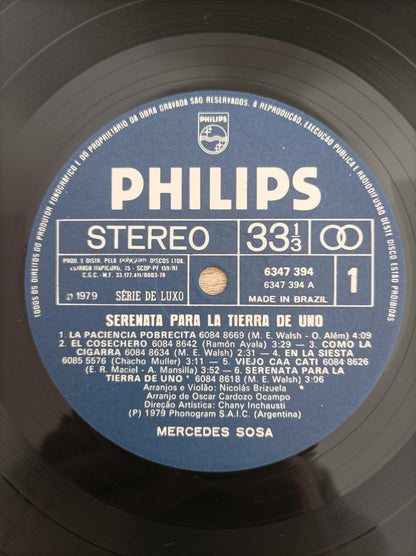 TODOS OS DIREITOS DO PRODUTOR FONOGRÁFICO E DO PROPRIETÁRIO DA OBRA GRAVADA SÃO RESERVADOS. A REPRODUÇÃO, EXECUÇÃO PUBLICA E RADIODIFUSÃO DESTE DISCO ESTÃO PROIBIDAS
PHILIPS
PHILIPS
STEREO 33 1/3
PROD. E DISTR. PELA polygram DISCOS LTDA.
C.G.C. - M.F. 33.177.411/0003-78
℗ 1979 SÉRIE DE LUXO
6347 394
6347 394 A
MADE IN BRAZIL
1
SERENATA PARA LA TIERRA DE UNO
1. LA PACIENCIA POBRECITA 6084 8669 (M. E. Walsh - O. Além) 4:09
2. EL COSECHERO 6084 8642 (Ramón Ayala) 3:29 — 3. COMO LA
CIGARRA 6084 8634 (M. E. Walsh) 2:31 — 4. EN LA SIESTA
6085 5576 (Chacho Muller) 3:11 — 5. VIEJO CAA CATI 6084 8626
(E. R. Maciel - A. Mansilla) 3:52 — 6. SERENATA PARA LA
TIERRA DE UNO * 6084 8618 (M. E. Walsh) 3:06
Arranjos e Violão: Nicolás Brizuela
* Arranjo de Oscar Cardozo Ocampo
Direção Artística: Chany Inchausti
(P) 1979 Phonogram S.A.I.C. (Argentina)
MERCEDES SOSA